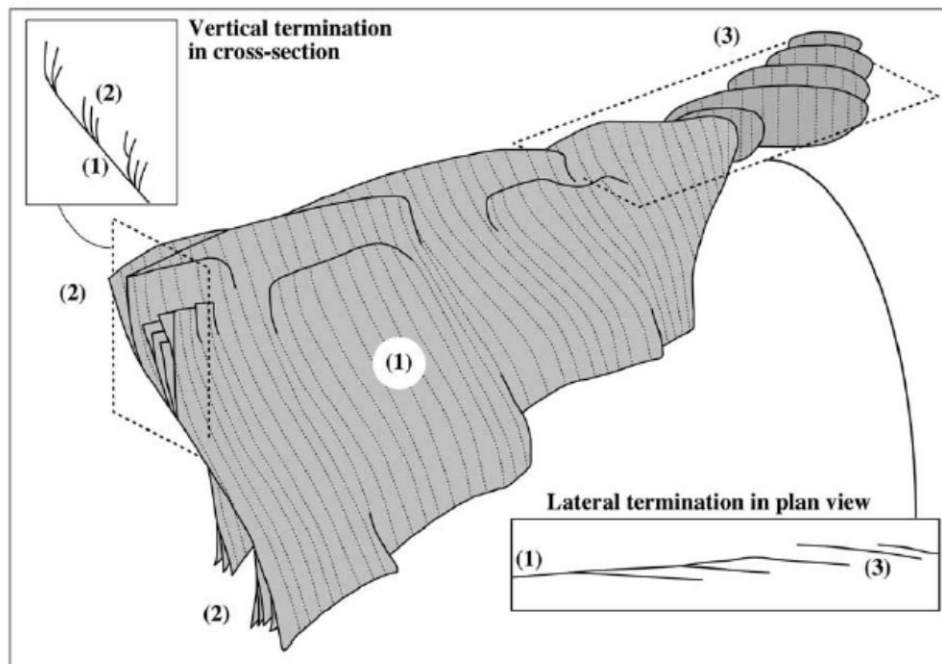 Vertical termination
in cross-section
(2)
(1)
(3)
(2)
(1)
(2)
Lateral termination in plan view
(1)
(3)